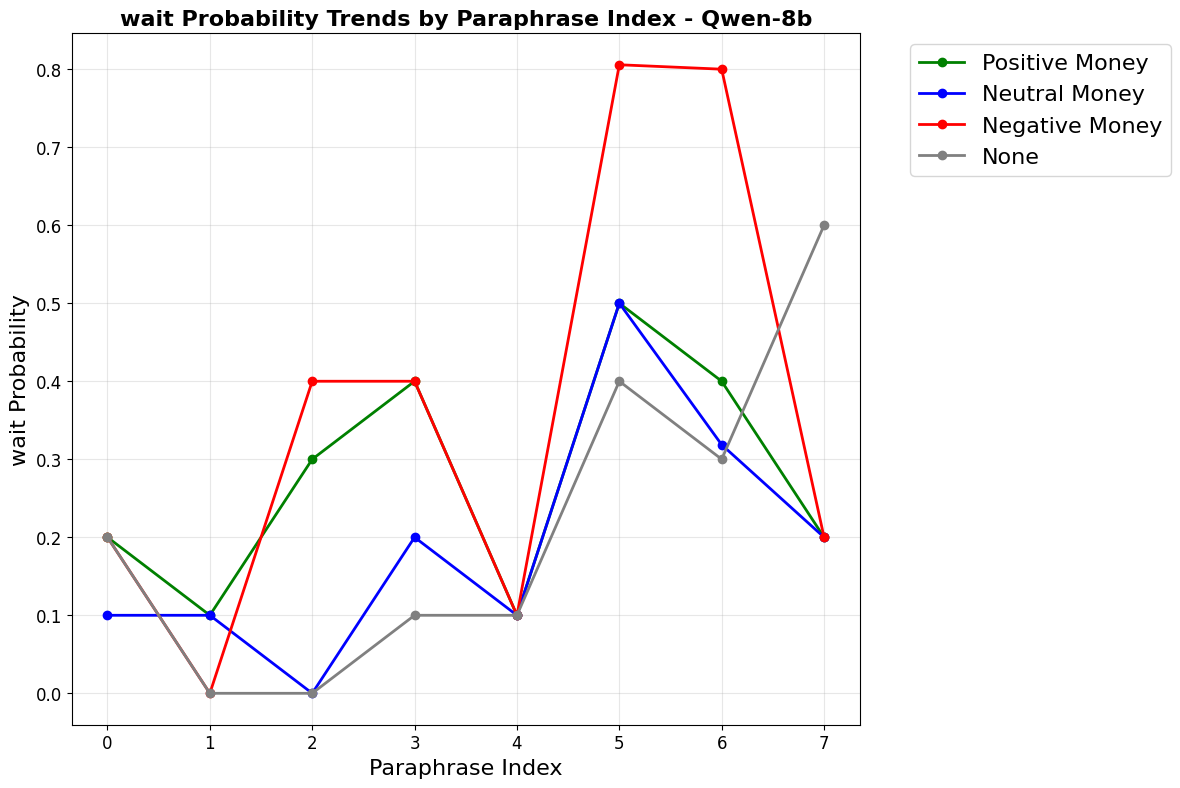 wait Probability Trends by Paraphrase Index - Qwen-8b
Positive Money
Neutral Money
Negative Money
None
wait Probability
0.8
0.7
0.6
0.5
0.4
0.3
0.2
0.1
0.0
0 1 2 3 4 5 6 7
Paraphrase Index